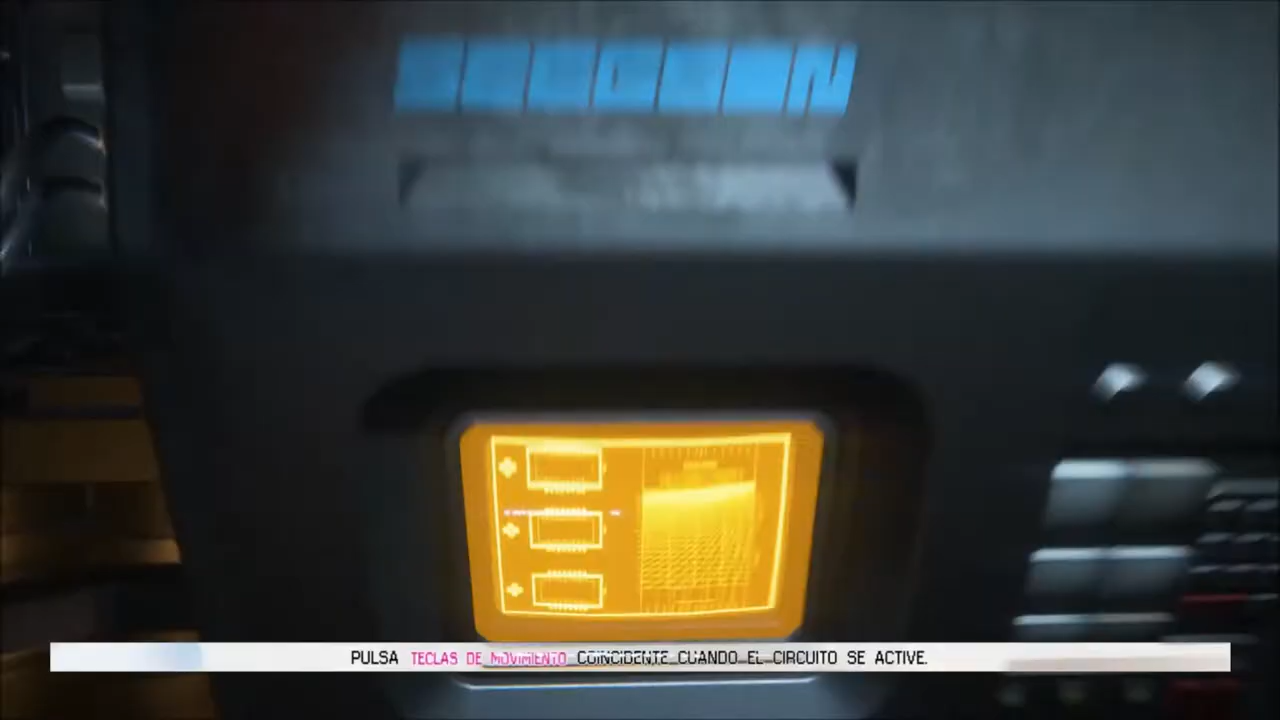 PULSA TECLAS DE MOVIMIENTO COINCIDENTE CUANDO EL CIRCUITO SE ACTIVE.